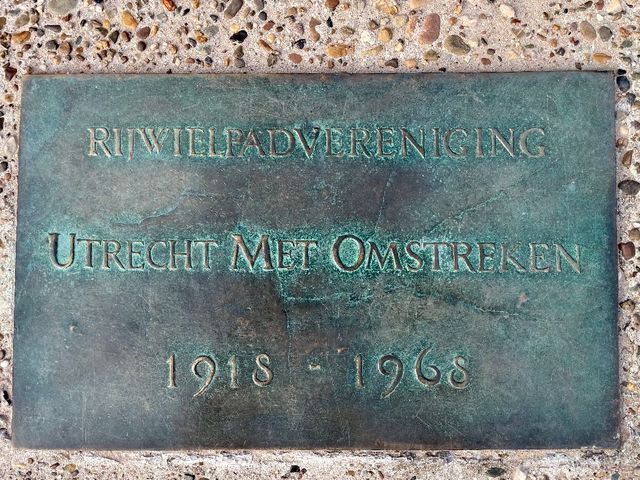 RIJWIELPADVERENIGING
UTRECHT MET OMSTREKEN
1918 - 1968